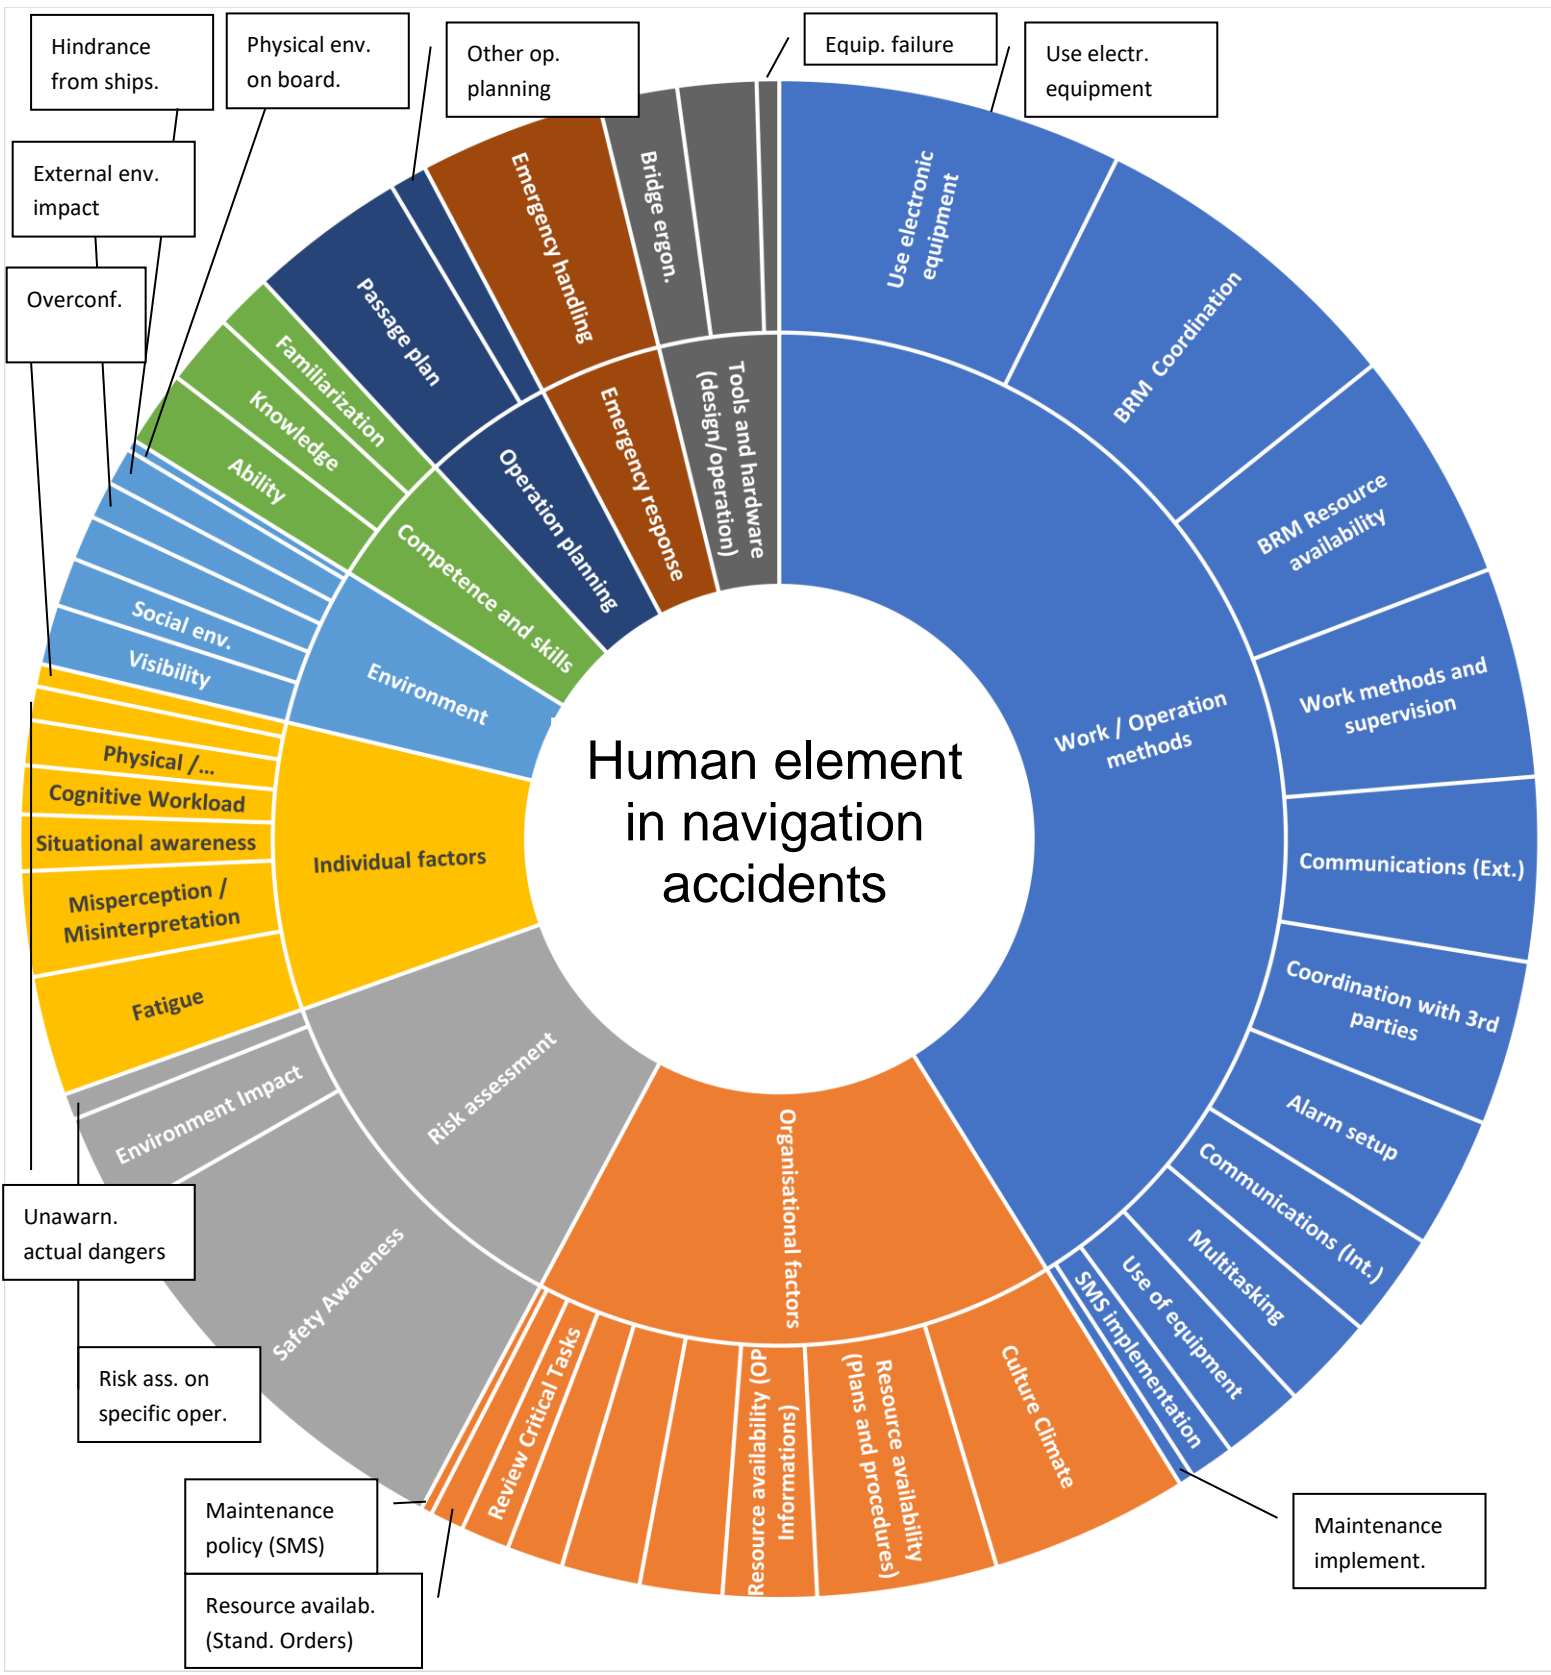 Hindrance
from ships.
Physical env.
on board.
Other op.
planning
Equip. failure
Use electr.
equipment
External env.
impact
Overconf.
Unawarn.
actual dangers
Risk ass. on
specific oper.
Maintenance
policy (SMS)
Resource availab.
(Stand. Orders)
Maintenance
implement.
Human element
in navigation
accidents
Work / Operation
methods
Use electronic
equipment
BRM  Coordination
BRM Resource
availability
Work methods and
supervision
Communications (Ext.)
Coordination with 3rd
parties
Alarm setup
Communications (Int.)
Multitasking
Use of equipment
SMS implementation
Organisational factors
Culture Climate
Resource availability
(Plans and procedures)
Resource availability (OP
Informations)
Review Critical Tasks
Risk assessment
Safety Awareness
Environment Impact
Individual factors
Fatigue
Misperception /
Misinterpretation
Situational awareness
Cognitive Workload
Physical /...
Environment
Visibility
Social env.
Competence and skills
Ability
Knowledge
Familiarization
Operation planning
Passage plan
Emergency response
Emergency handling
Tools and hardware
(design/operation)
Bridge ergon.